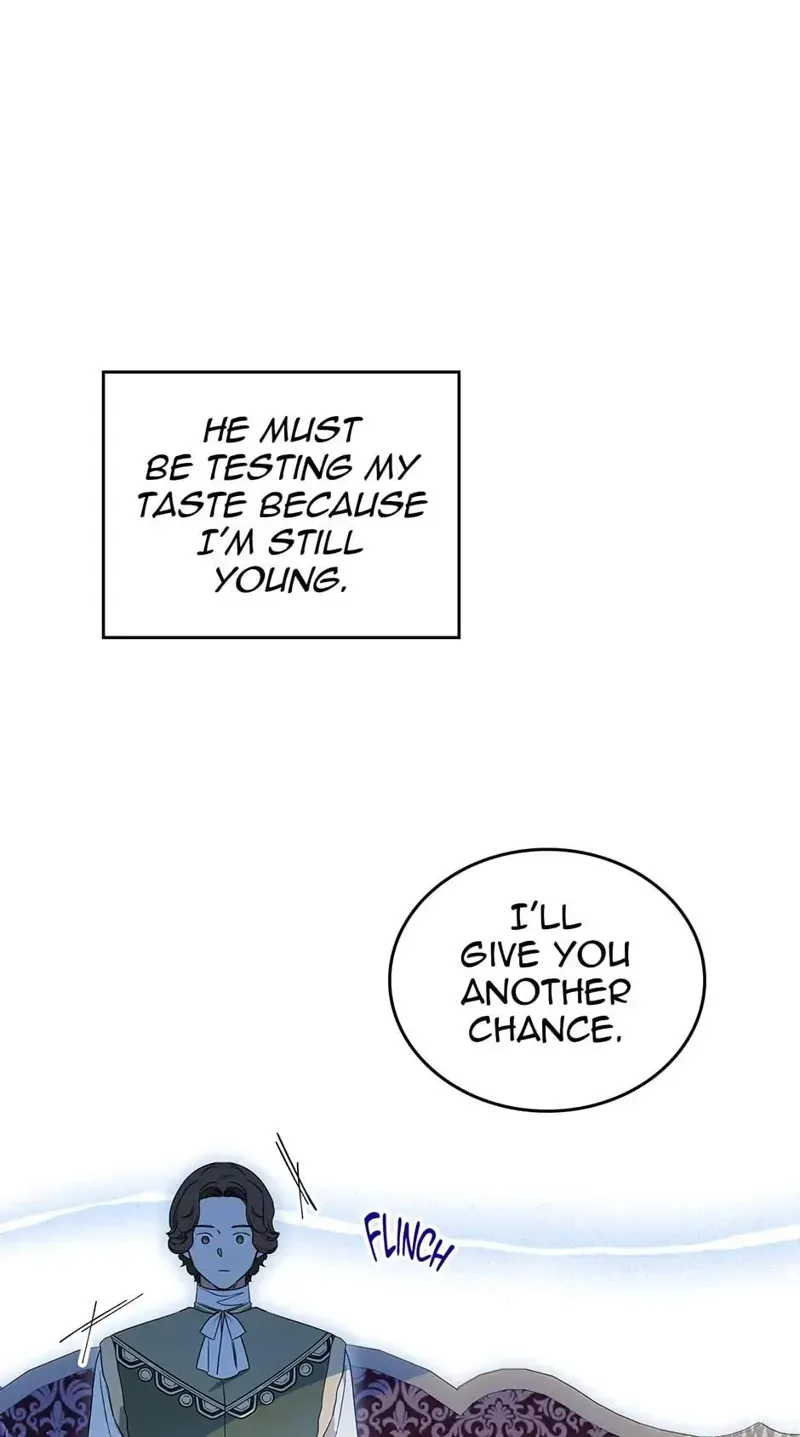 HE MUST
BE TESTING MY
TASTE BECAUSE
I'M STILL
YOUNG.
I'LL
GIVE YOU
ANOTHER
CHANCE.
FLINCH